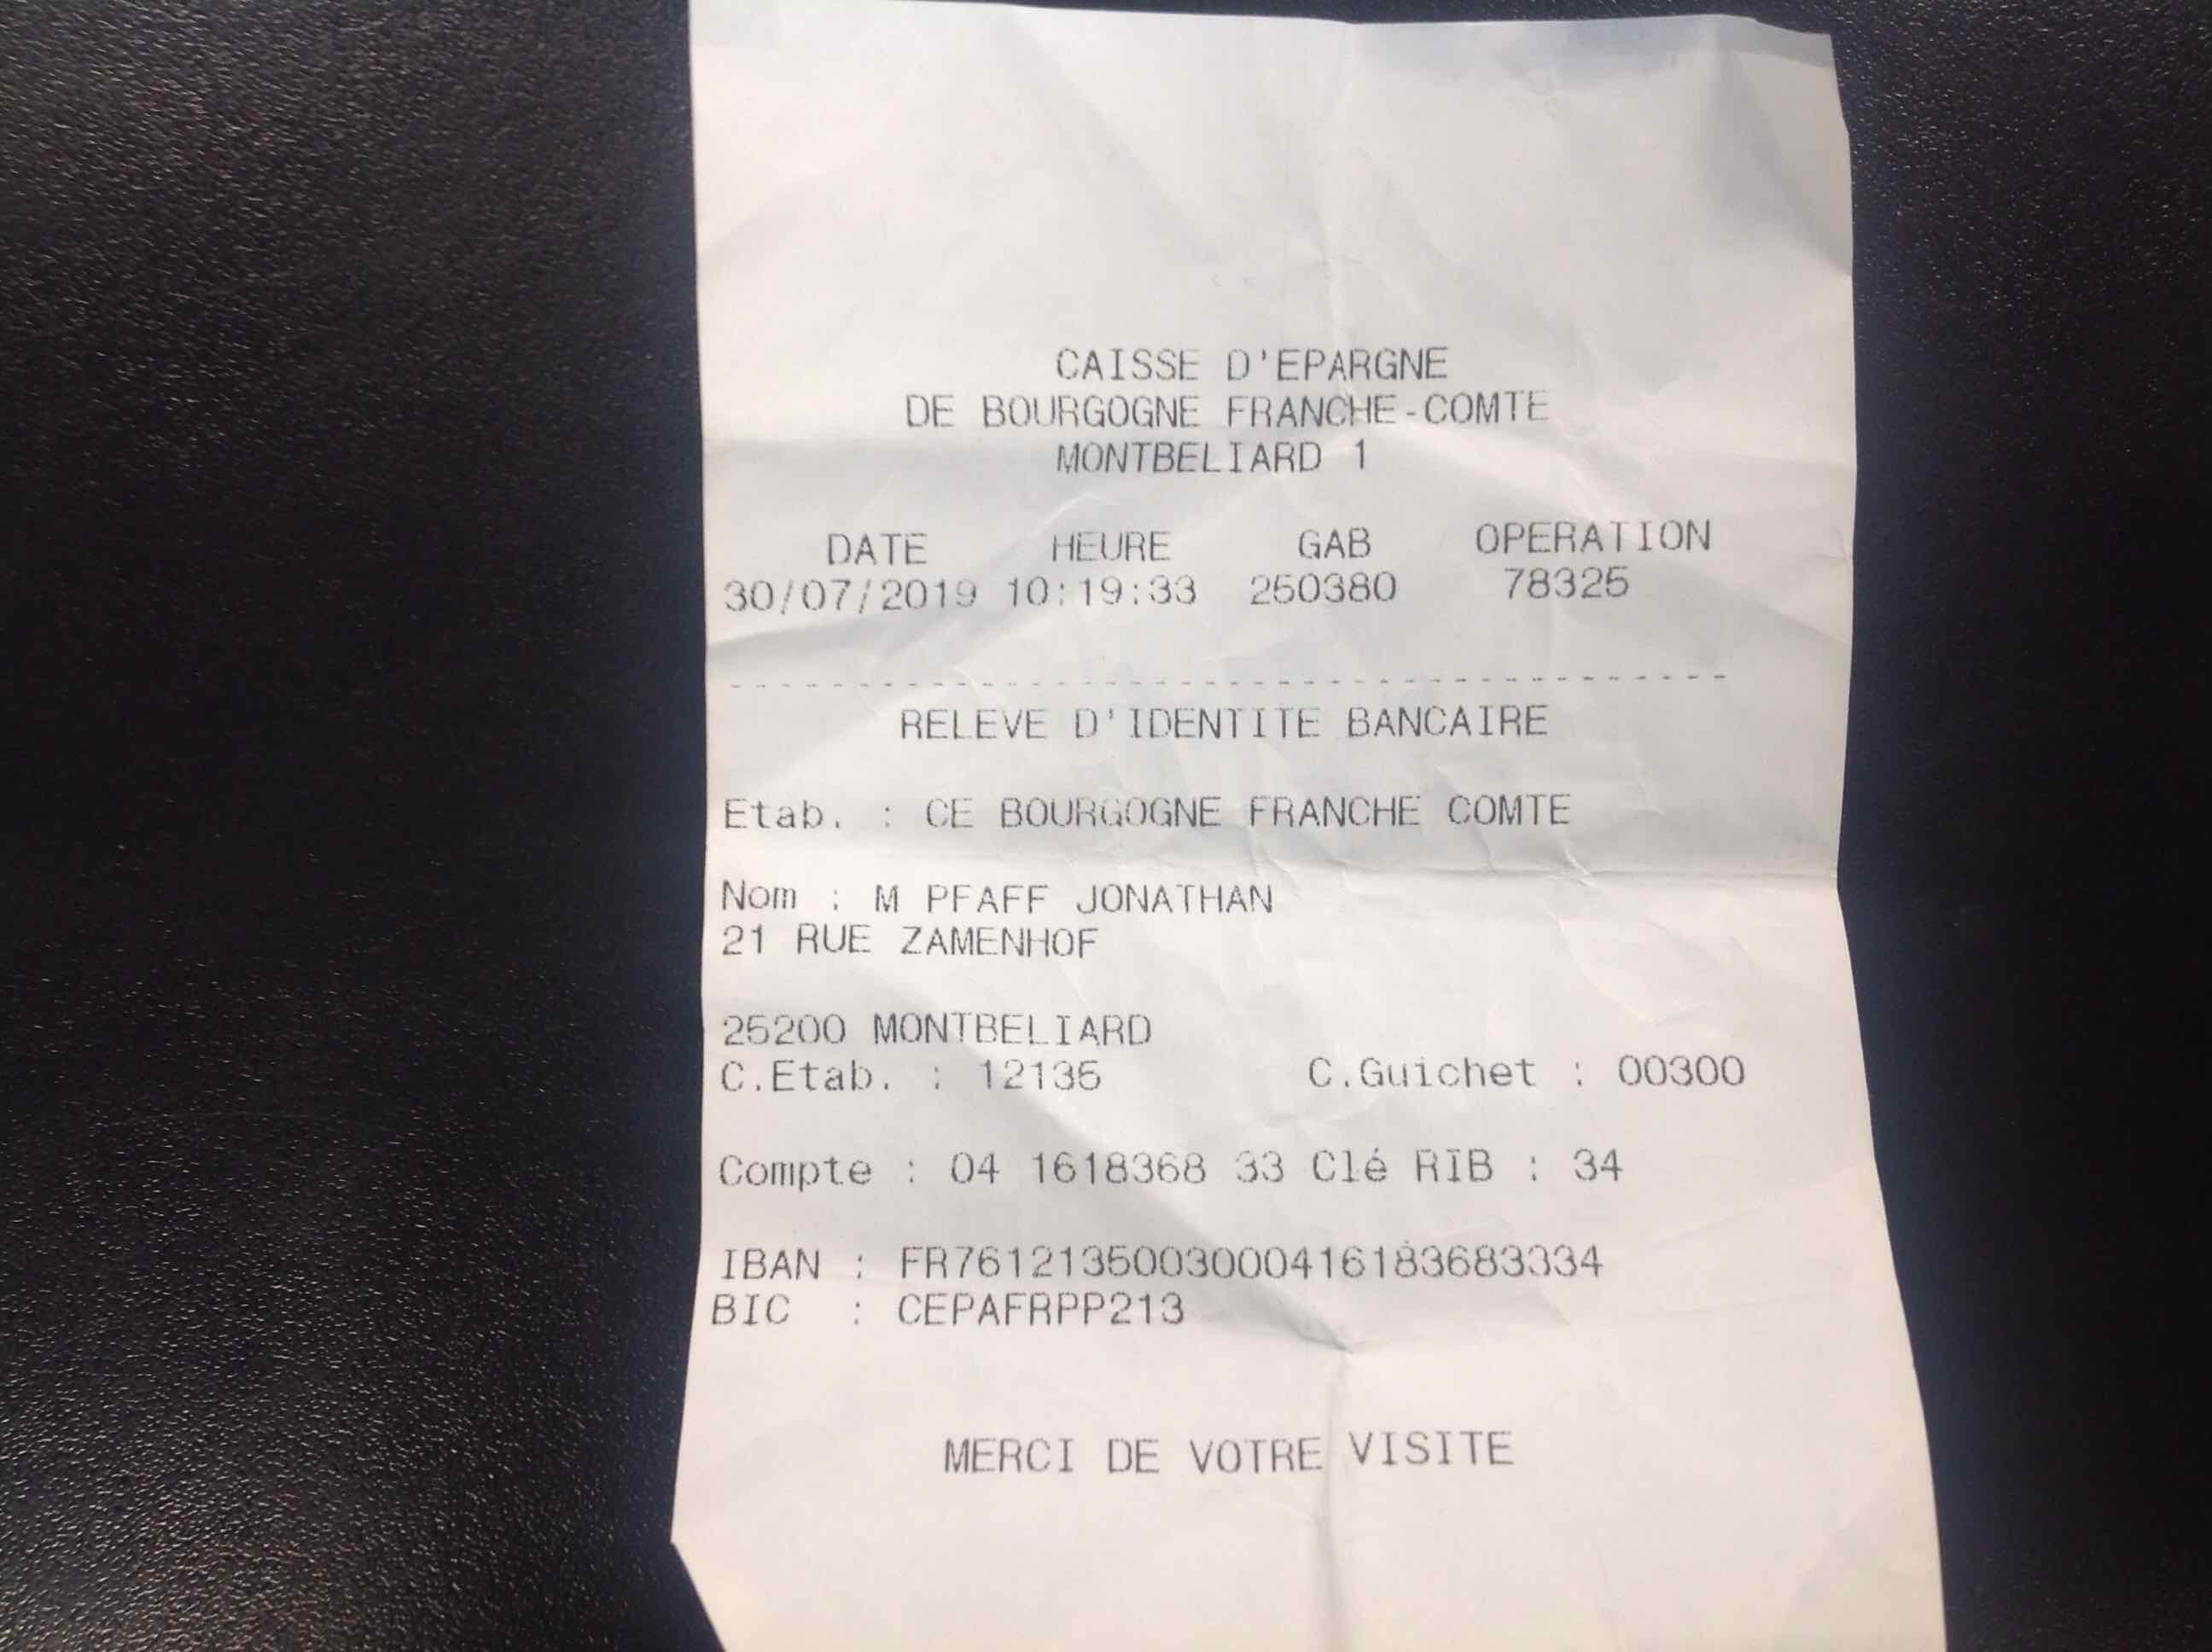 CAISSE D'EPARGNE
DE BOURGOGNE FRANCHE-COMTE
MONTBELIARD 1
DATE HEURE GAB OPERATION
30/07/2019 10:19:33 250380 78325
---------------------------------------
RELEVE D'IDENTITE BANCAIRE
Etab. : CE BOURGOGNE FRANCHE COMTE
Nom : M PFAFF JONATHAN
21 RUE ZAMENHOF
25200 MONTBELIARD
C.Etab. : 12135 C.Guichet : 00300
Compte : 04 1618368 33 Clé RIB : 34
IBAN : FR7612135003000416183683334
BIC : CEPAFRPP213
MERCI DE VOTRE VISITE